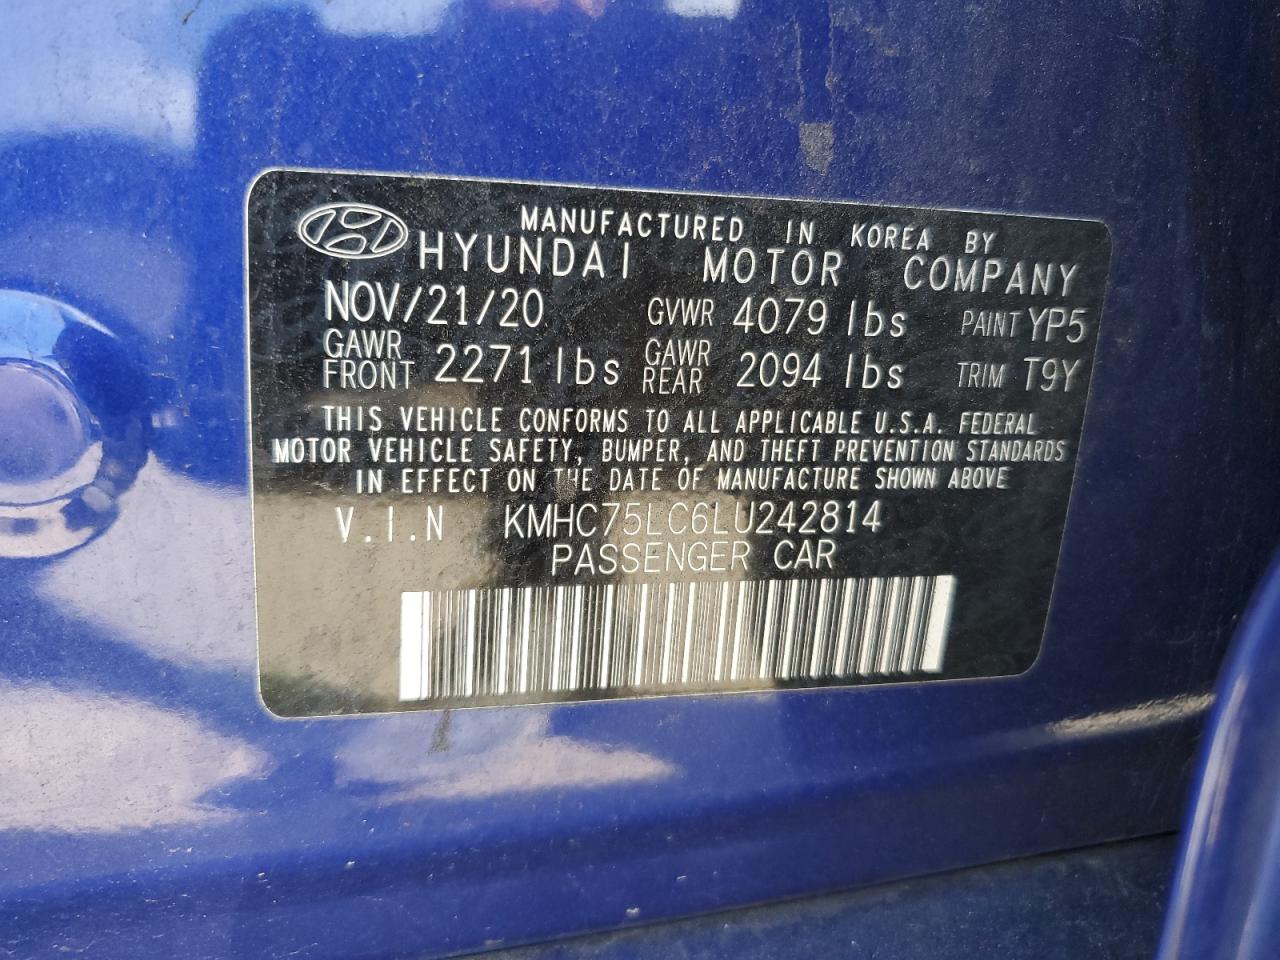 MANUFACTURED IN KOREA BY
HYUNDAI MOTOR COMPANY
NOV/21/20 GVWR 4079 lbs PAINT YP5
GAWR FRONT 2271 lbs GAWR REAR 2094 lbs TRIM T9Y
THIS VEHICLE CONFORMS TO ALL APPLICABLE U.S.A. FEDERAL
MOTOR VEHICLE SAFETY, BUMPER, AND THEFT PREVENTION STANDARDS
IN EFFECT ON THE DATE OF MANUFACTURE SHOWN ABOVE
V.I.N KMHC75LC6LU242814
PASSENGER CAR